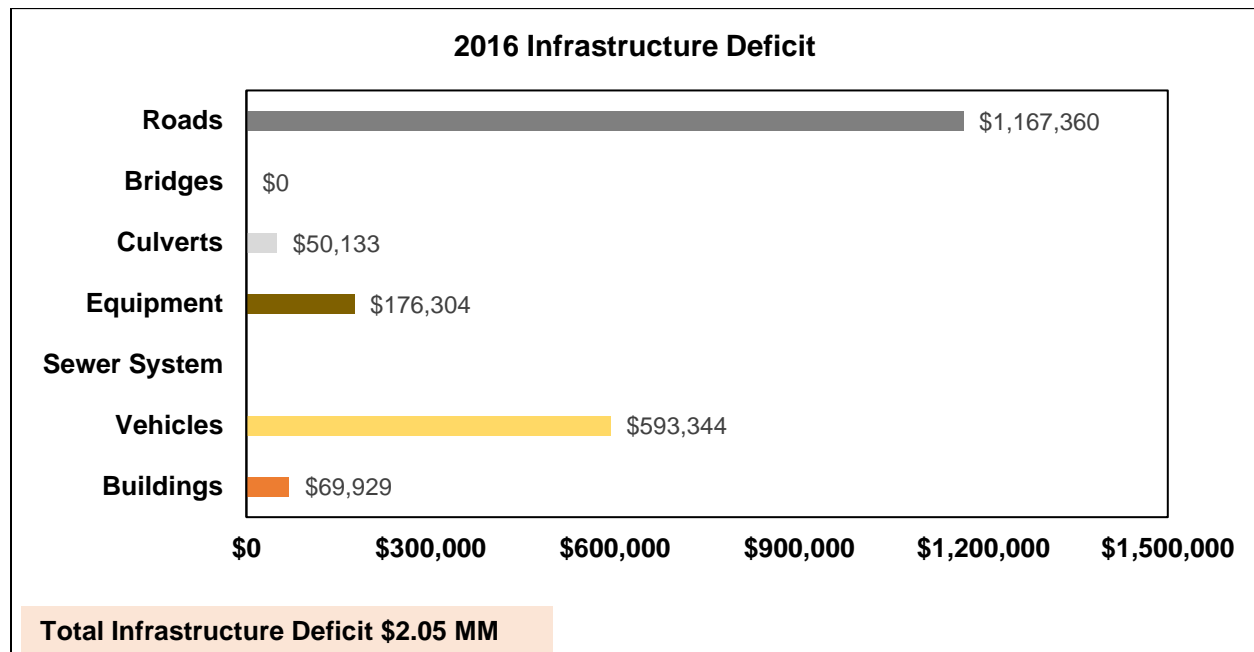 2016 Infrastructure Deficit
Roads $1,167,360
Bridges $0
Culverts $50,133
Equipment $176,304
Sewer System
Vehicles $593,344
Buildings $69,929
$0 $300,000 $600,000 $900,000 $1,200,000 $1,500,000
Total Infrastructure Deficit $2.05 MM